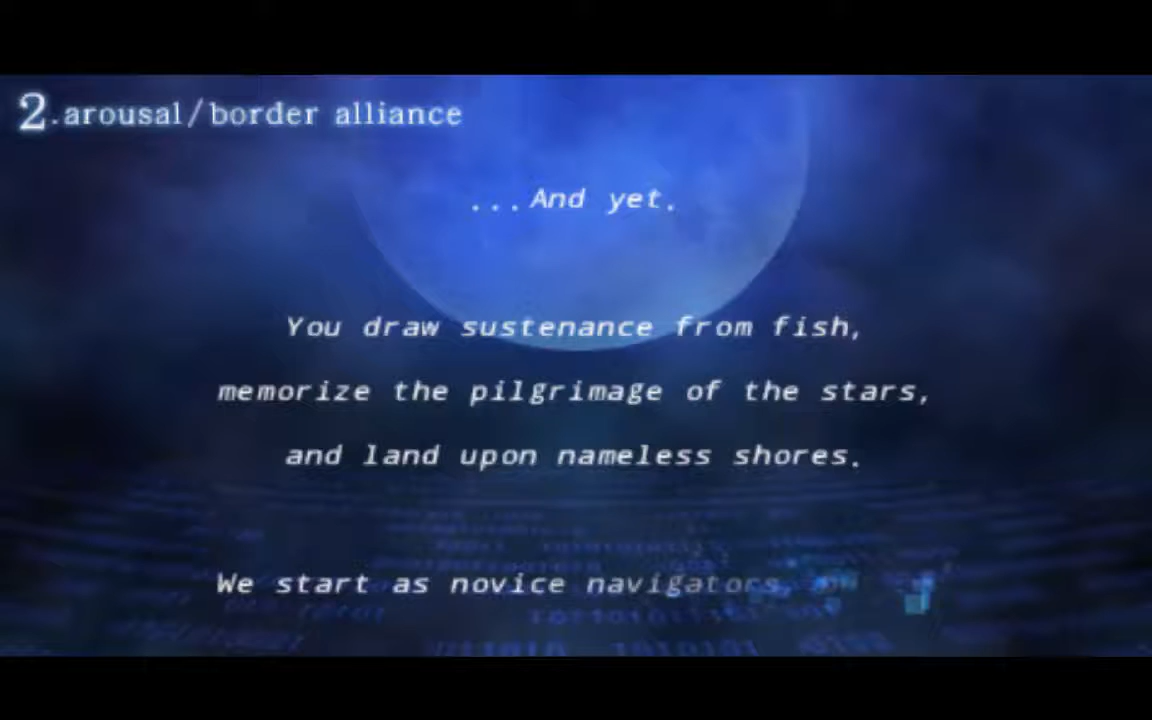 2.arousal/border alliance
...And yet.
You draw sustenance from fish,
memorize the pilgrimage of the stars,
and land upon nameless shores.
We start as novice navigators,